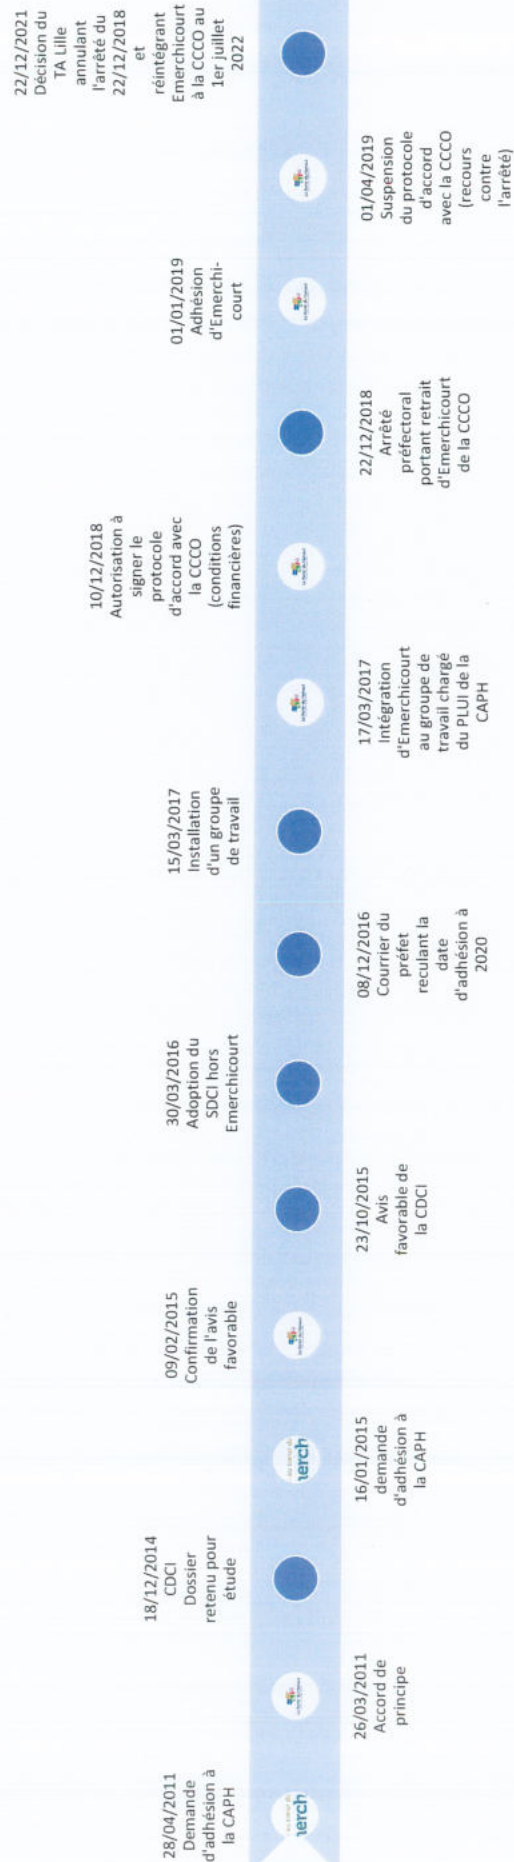 28/04/2011
Demande
d'adhésion à
la CAPH
26/03/2011
Accord de
principe
18/12/2014
CDCI
Dossier
retenu pour
étude
16/01/2015
demande
d'adhésion à
la CAPH
09/02/2015
Confirmation
de l'avis
favorable
23/10/2015
Avis
favorable de
la CDCI
30/03/2016
Adoption du
SDCI hors
Emerchicourt
08/12/2016
Courrier du
préfet
reculant la
date
d'adhésion à
2020
15/03/2017
Installation
d'un groupe
de travail
17/03/2017
Intégration
d'Emerchicourt
au groupe de
travail chargé
du PLUI de la
CAPH
10/12/2018
Autorisation à
signer le
protocole
d'accord avec
la CCCO
(conditions
financières)
22/12/2018
Arrêté
préfectoral
portant retrait
d'Emerchicourt
de la CCCO
01/01/2019
Adhésion
d'Emerchi-
court
01/04/2019
Suspension
du protocole
d'accord
avec la CCCO
(recours
contre
l'arrêté)
22/12/2021
Décision du
TA Lille
annulant
l'arrêté du
22/12/2018
et
réintégrant
Emerchicourt
à la CCCO au
1er juillet
2022
merch
merch